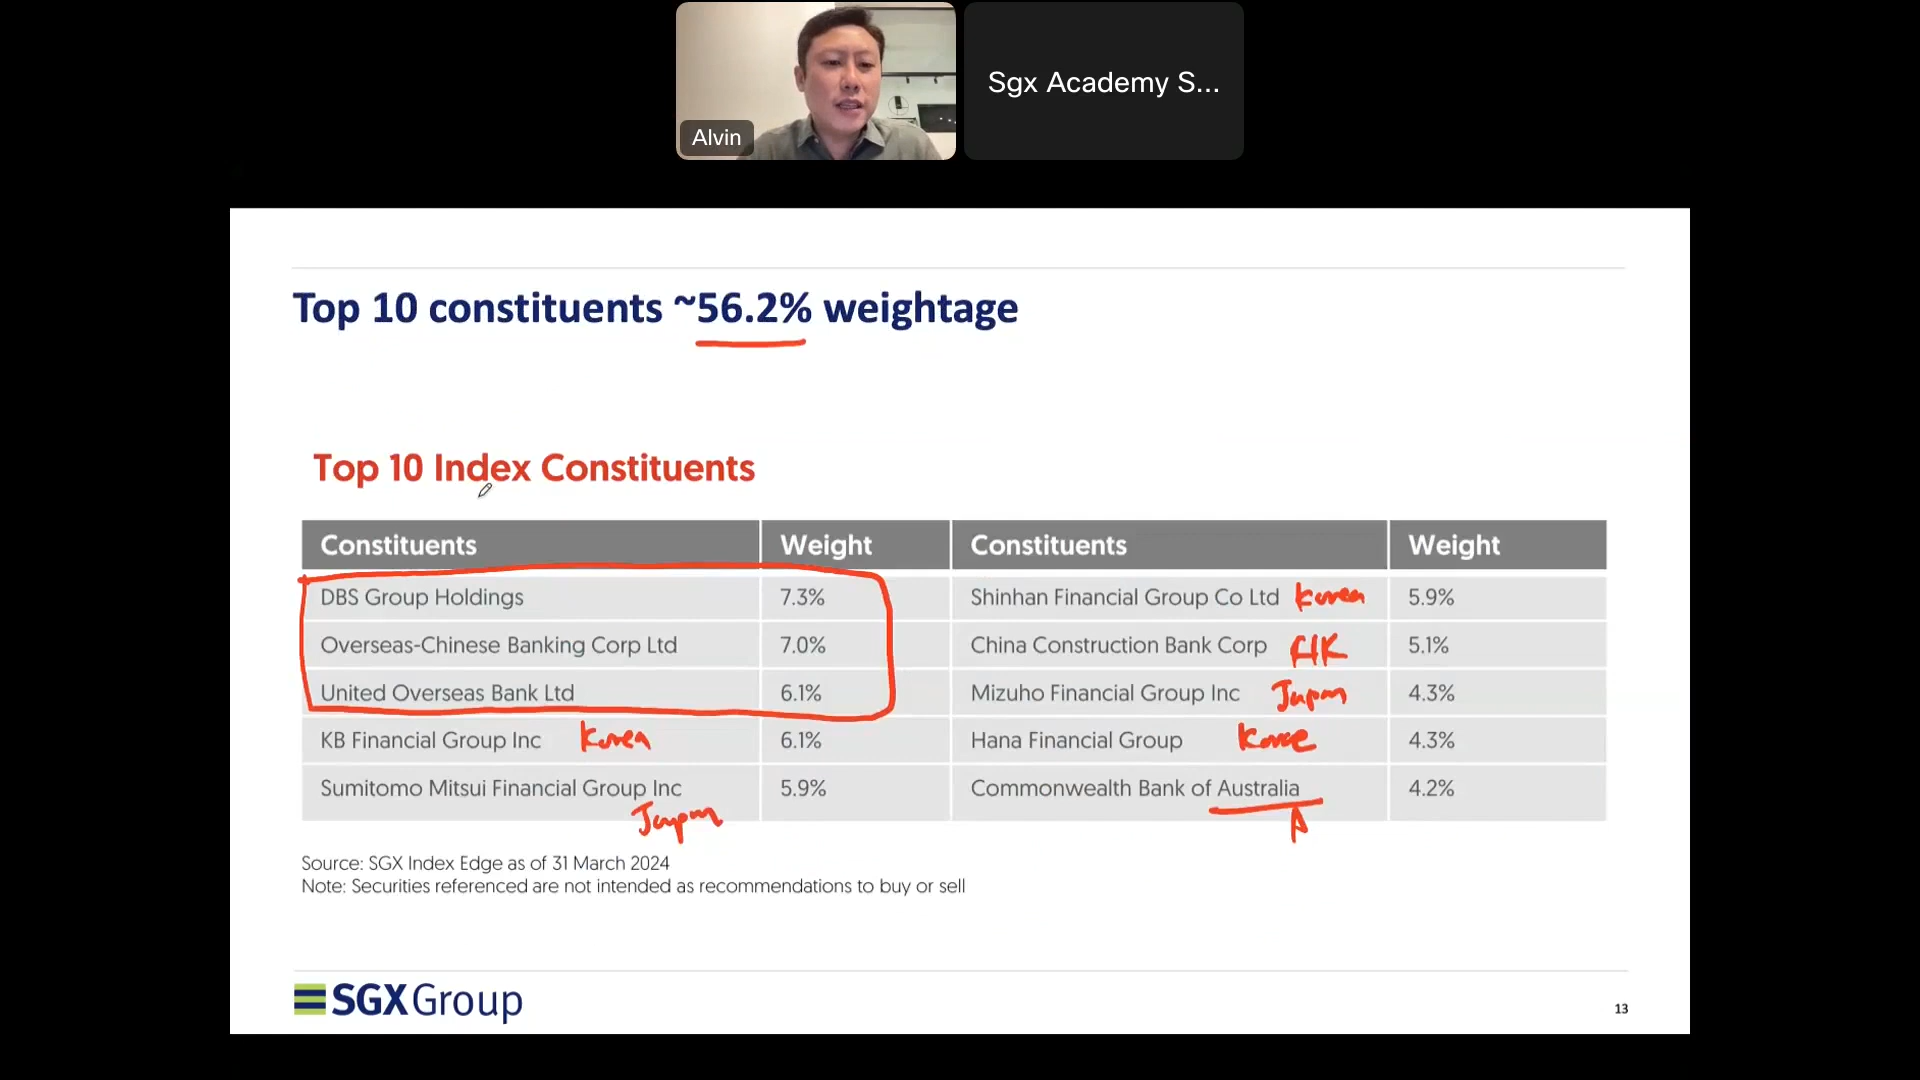 Alvin
Sgx Academy S...
Top 10 constituents ~56.2% weightage
Top 10 Index Constituents
Constituents Weight Constituents Weight
DBS Group Holdings 7.3% Shinhan Financial Group Co Ltd Korea 5.9%
Overseas-Chinese Banking Corp Ltd 7.0% China Construction Bank Corp HK 5.1%
United Overseas Bank Ltd 6.1% Mizuho Financial Group Inc Japan 4.3%
KB Financial Group Inc Korea 6.1% Hana Financial Group Korea 4.3%
Sumitomo Mitsui Financial Group Inc 5.9% Commonwealth Bank of Australia 4.2%
Japan A
Source: SGX Index Edge as of 31 March 2024
Note: Securities referenced are not intended as recommendations to buy or sell
SGXGroup
13